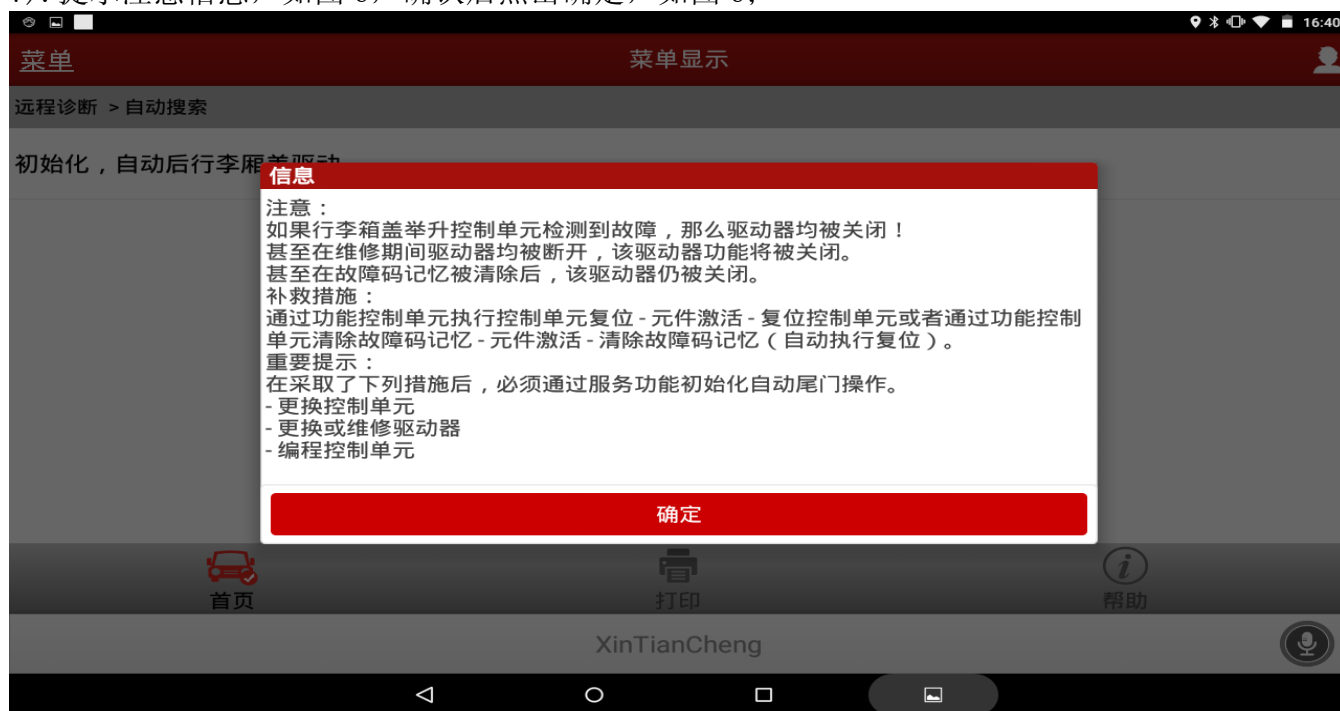 16:40
菜单
菜单显示
远程诊断 >自动搜索
初始化，自动后行李厢盖驱动
信息
注意：
如果行李箱盖举升控制单元检测到故障，那么驱动器均被关闭！
甚至在维修期间驱动器均被断开，该驱动器功能将被关闭。
甚至在故障码记忆被清除后，该驱动器仍被关闭。
补救措施：
通过功能控制单元执行控制单元复位-元件激活-复位控制单元或者通过功能控制
单元清除故障码记忆-元件激活-清除故障码记忆（自动执行复位）。
重要提示：
在采取了下列措施后，必须通过服务功能初始化自动尾门操作。
-更换控制单元
-更换或维修驱动器
-编程控制单元
确定
首页
打印
帮助
XinTianCheng